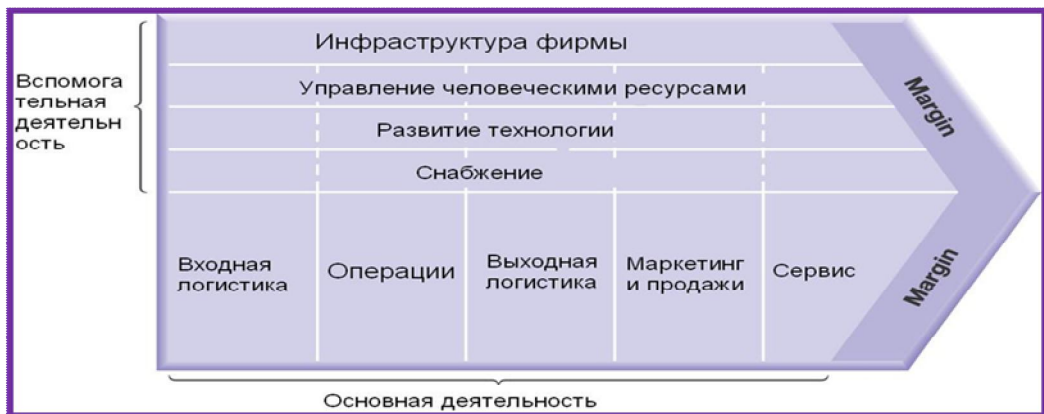 Инфраструктура фирмы
Управление человеческими ресурсами
Развитие технологии
Снабжение
Вспомога
тельная
деятельн
ость
Входная
логистика
Операции
Выходная
логистика
Маркетинг
и продажи
Сервис
Margin
Margin
Основная деятельность